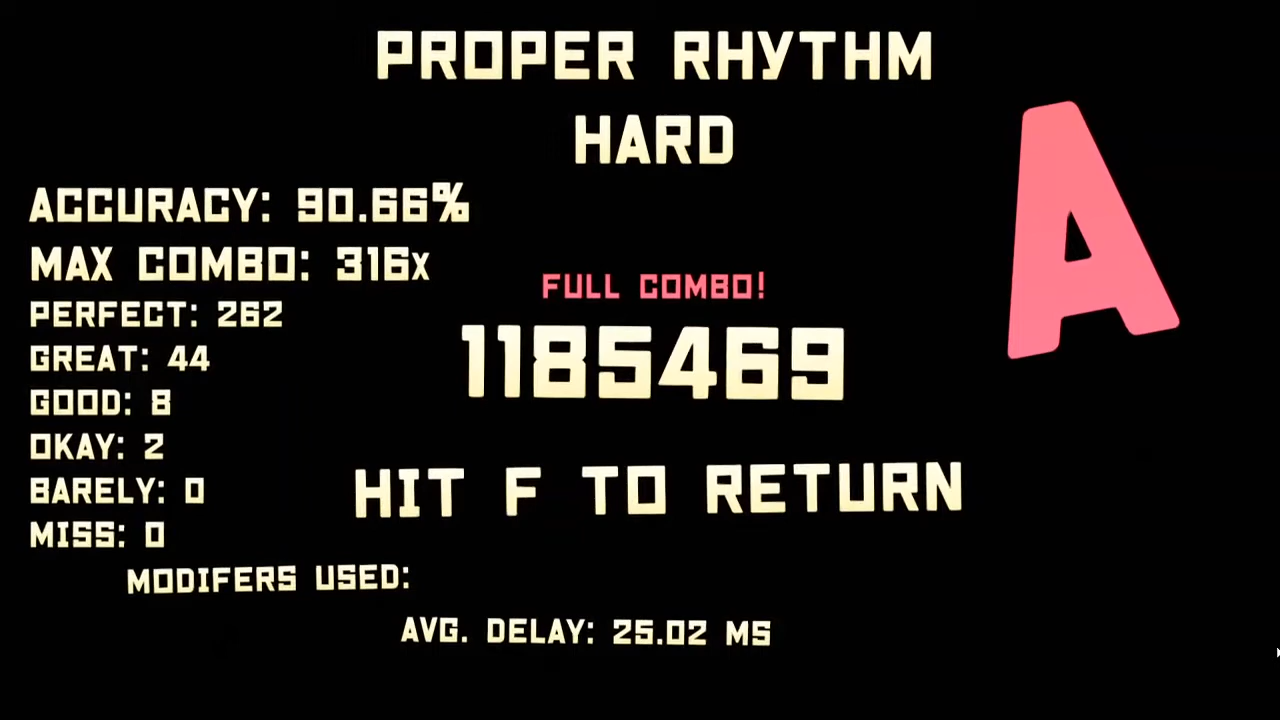 PROPER RHYTHM
HARD
A
ACCURACY: 90.66%
MAX COMBO: 316x
PERFECT: 262
GREAT: 44
GOOD: 8
OKAY: 2
BARELY: 0
MISS: 0
FULL COMBO!
1185469
HIT F TO RETURN
MODIFERS USED:
AVG. DELAY: 25.02 MS